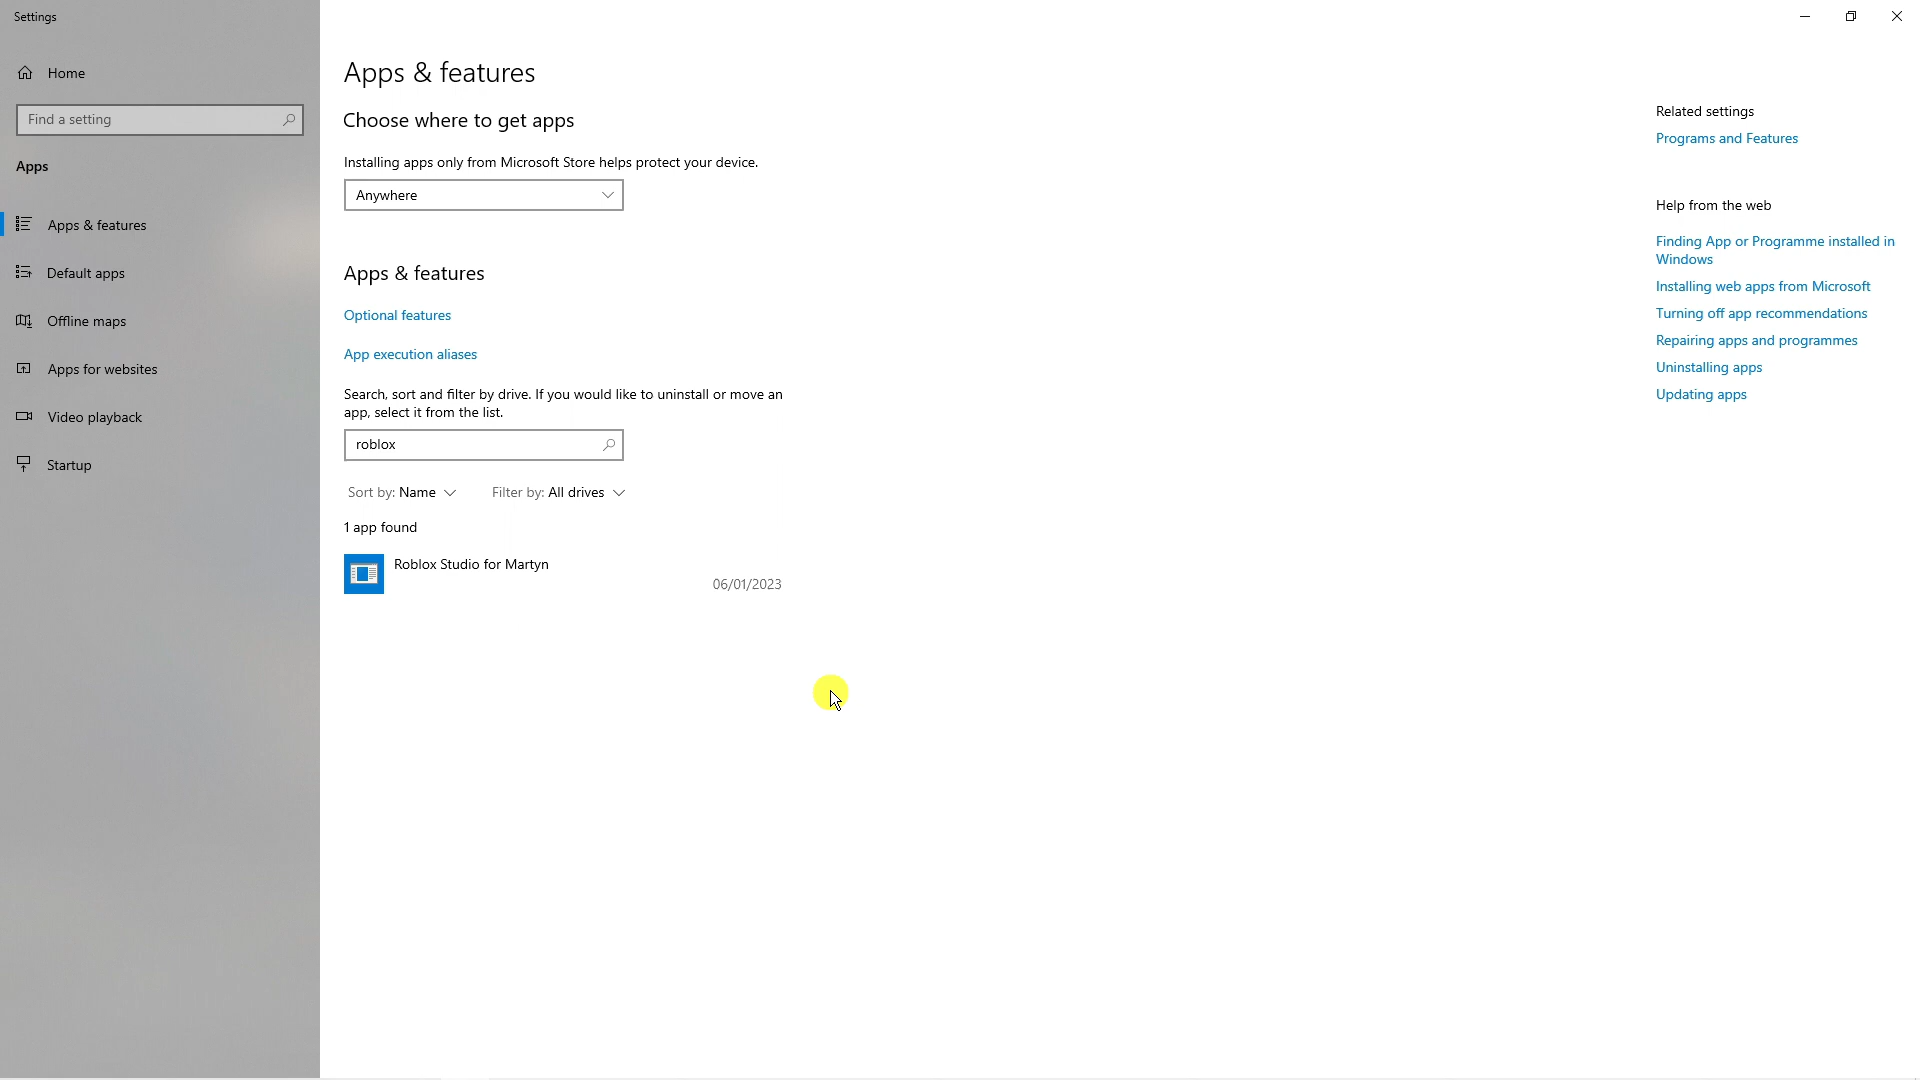 Settings
Home
Find a setting
Apps
Apps & features
Default apps
Offline maps
Apps for websites
Video playback
Startup
Apps & features
Choose where to get apps
Installing apps only from Microsoft Store helps protect your device.
Anywhere
Apps & features
Optional features
App execution aliases
Search, sort and filter by drive. If you would like to uninstall or move an
app, select it from the list.
roblox
Sort by: Name
Filter by: All drives
1 app found
Roblox Studio for Martyn
06/01/2023
Related settings
Programs and Features
Help from the web
Finding App or Programme installed in
Windows
Installing web apps from Microsoft
Turning off app recommendations
Repairing apps and programmes
Uninstalling apps
Updating apps